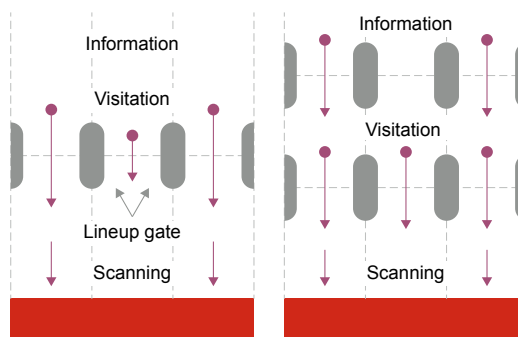 Information
Visitation
Lineup gate
Scanning
Information
Visitation
Scanning